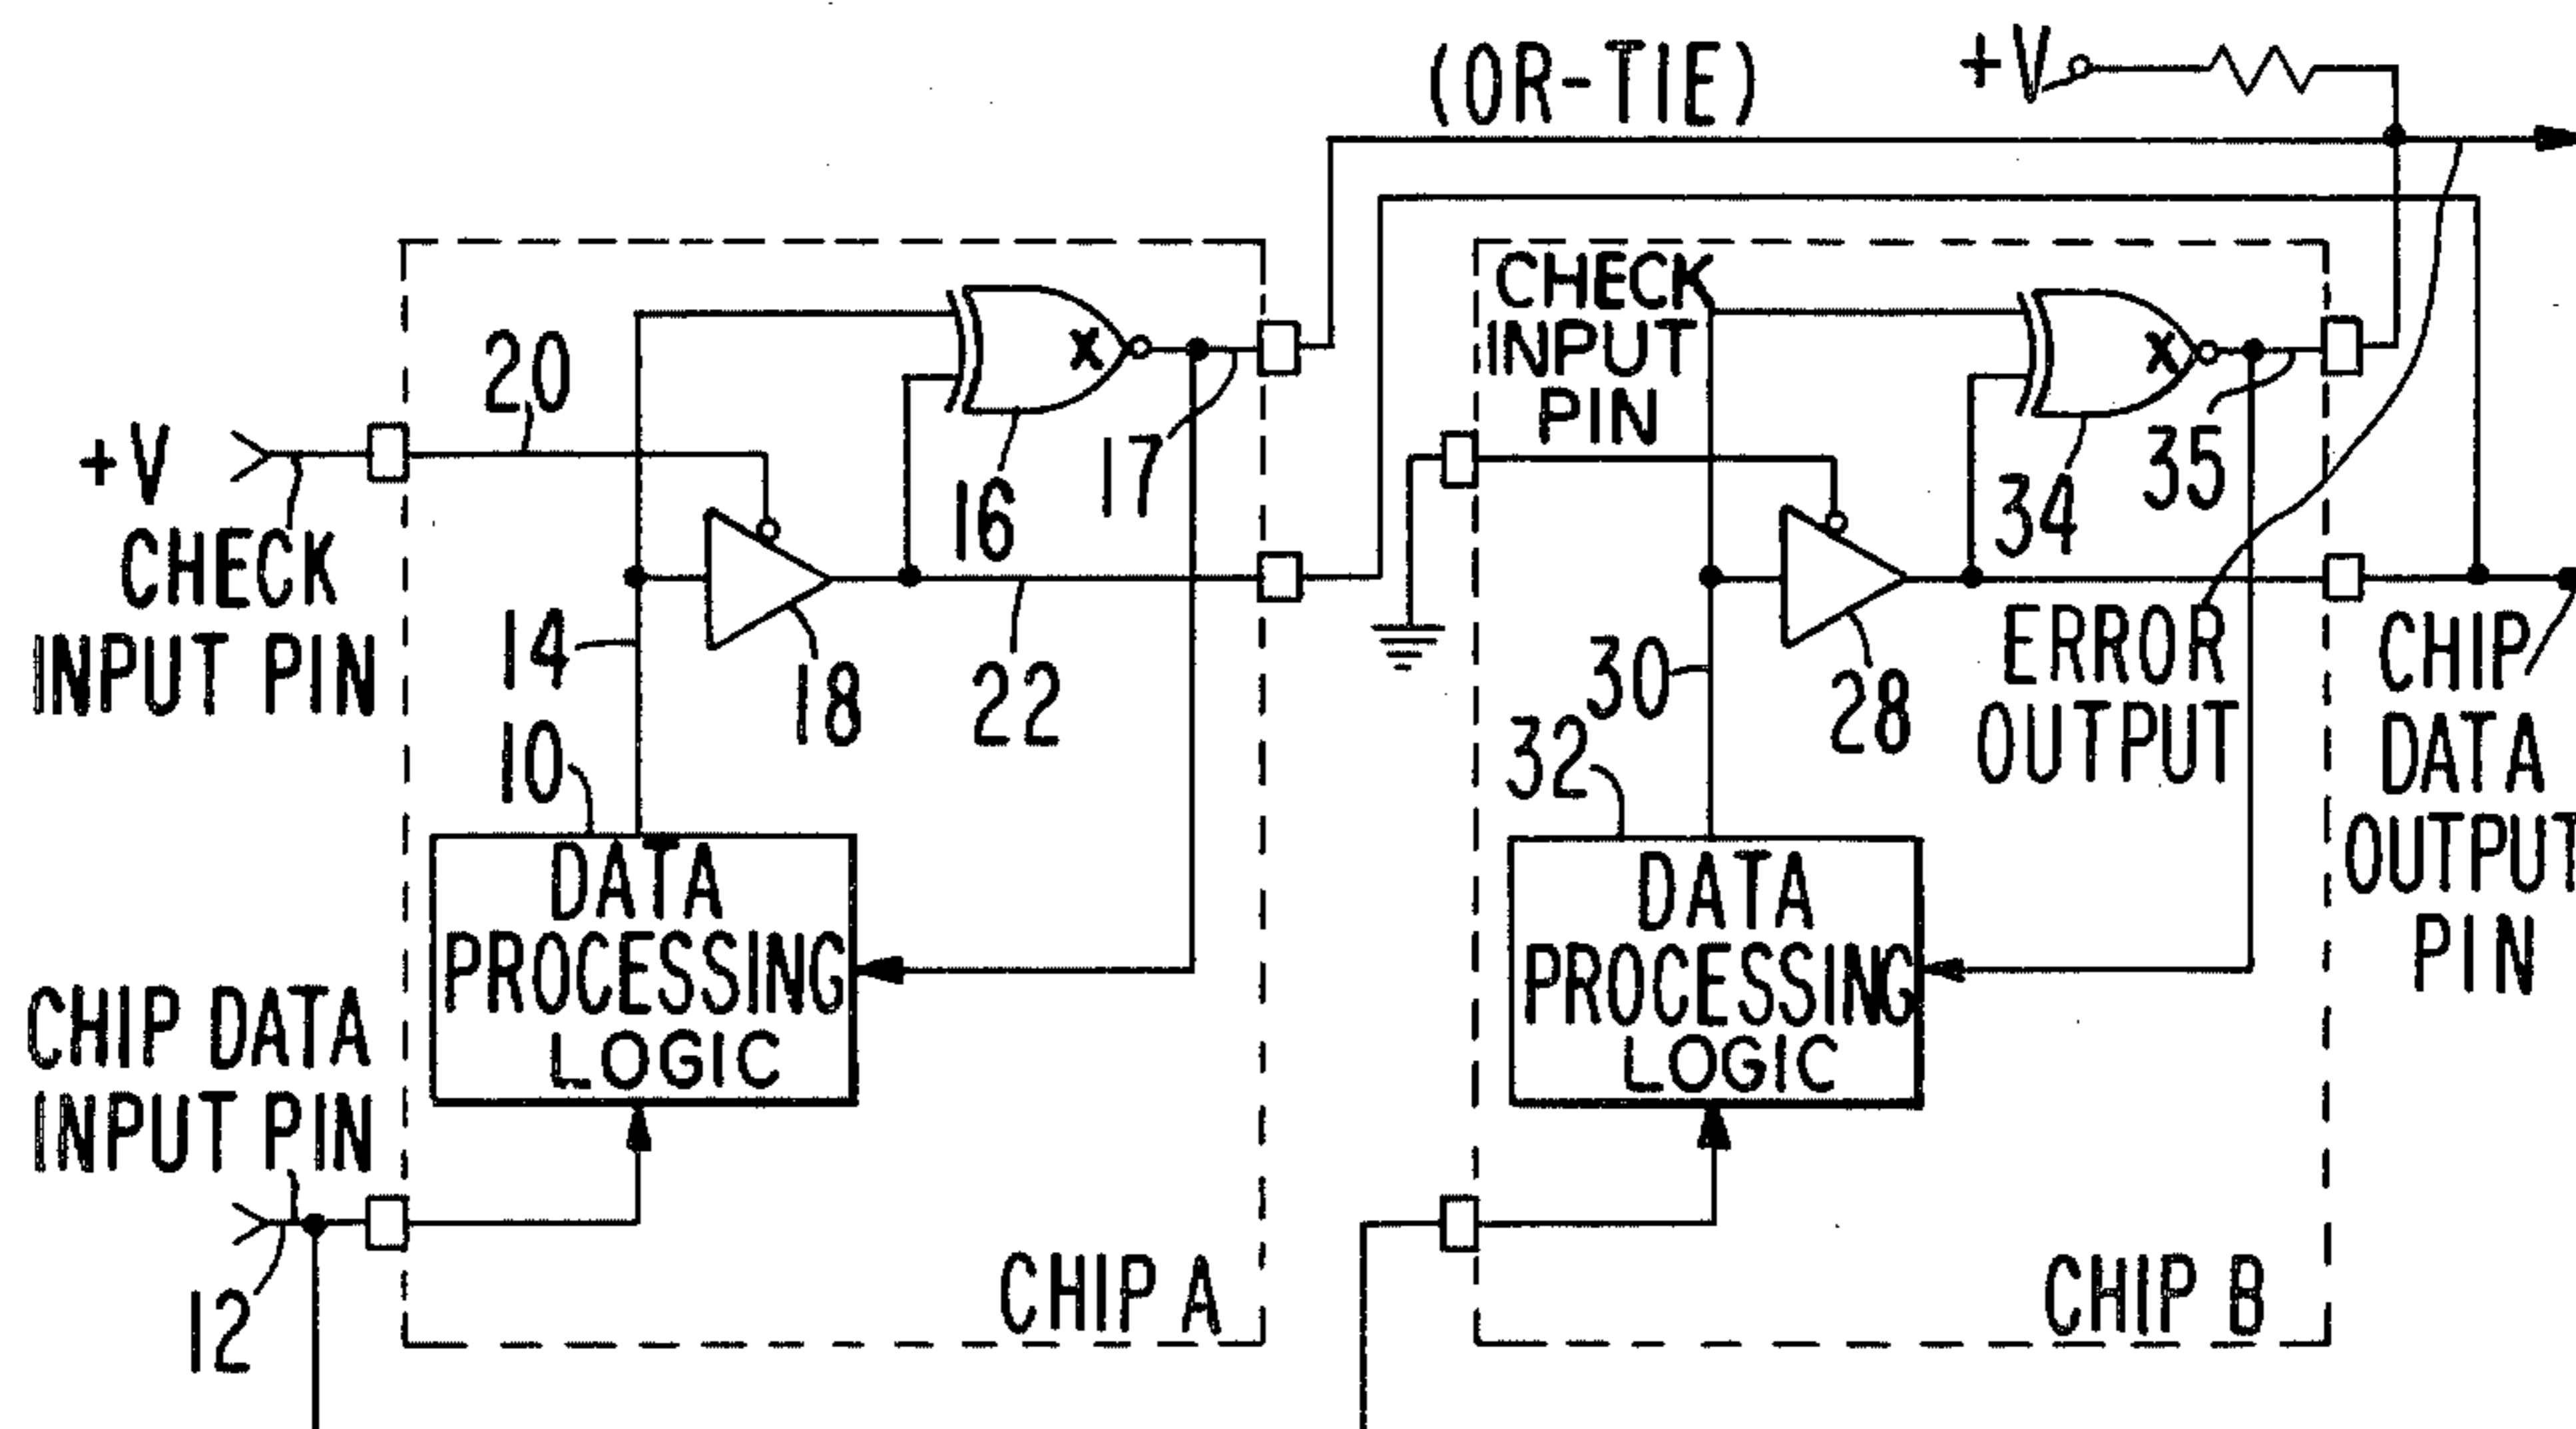 (OR-TIE)
+V
CHECK
INPUT
PIN
X
X
20
+V
CHECK
INPUT PIN
16
17
34
35
14
18
22
30
28
ERROR
OUTPUT
CHIP
DATA
OUTPUT
PIN
10
32
DATA
PROCESSING
LOGIC
DATA
PROCESSING
LOGIC
CHIP DATA
INPUT PIN
12
CHIP A
CHIP B